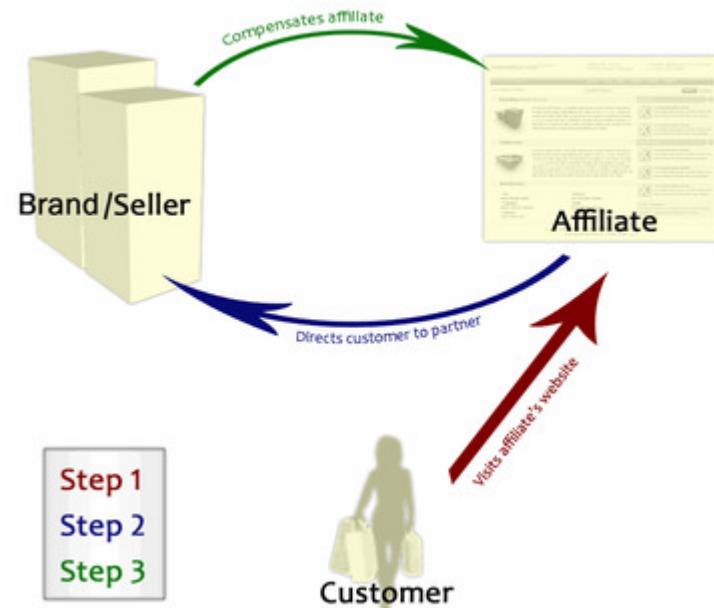 Compensates affiliate
Brand/Seller
Affiliate
Directs customer to partner
Visits affiliate's website
Step 1
Step 2
Step 3
Customer